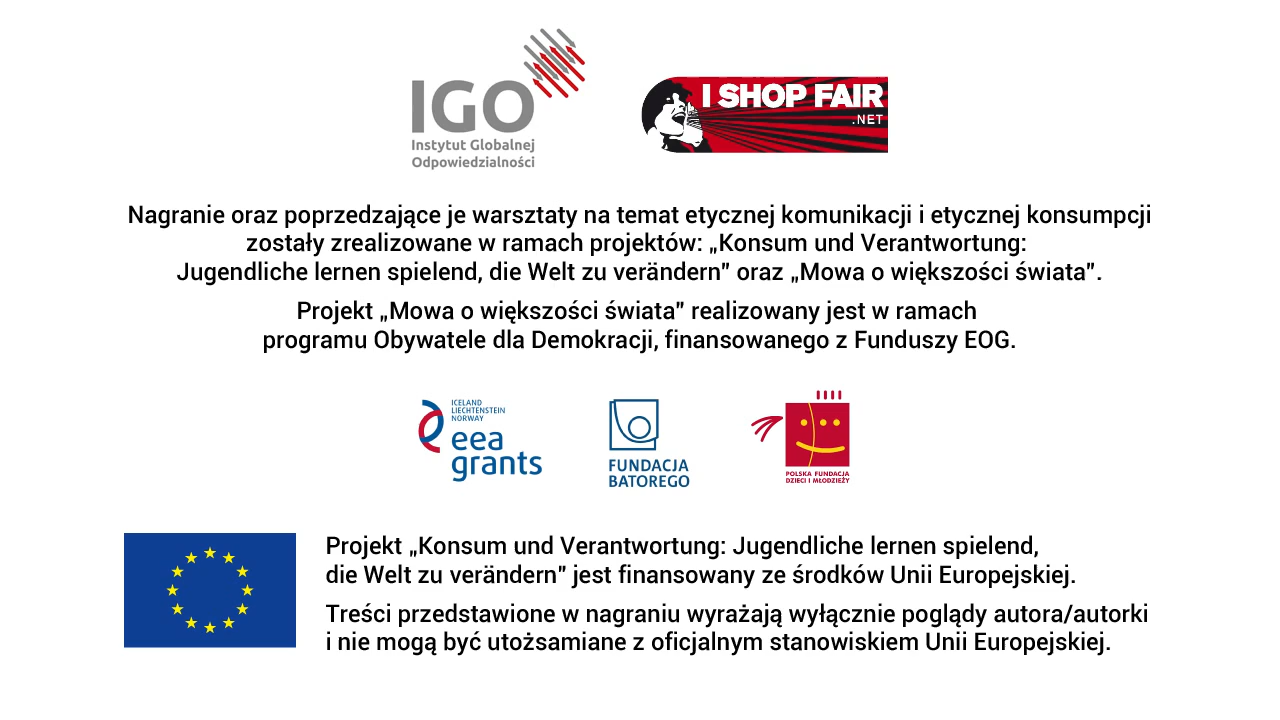 IGO
Instytut Globalnej
Odpowiedzialności
I SHOP FAIR
.NET
Nagranie oraz poprzedzające je warsztaty na temat etycznej komunikacji i etycznej konsumpcji
zostały zrealizowane w ramach projektów: „Konsum und Verantwortung:
Jugendliche lernen spielend, die Welt zu verändern" oraz „Mowa o większości świata".
Projekt „Mowa o większości świata" realizowany jest w ramach
programu Obywatele dla Demokracji, finansowanego z Funduszy EOG.
ICELAND
LIECHTENSTEIN
NORWAY
eea
grants
FUNDACJA
BATOREGO
POLSKA FUNDACJA
DZIECI I MŁODZIEŻY
Projekt „Konsum und Verantwortung: Jugendliche lernen spielend,
die Welt zu verändern" jest finansowany ze środków Unii Europejskiej.
Treści przedstawione w nagraniu wyrażają wyłącznie poglądy autora/autorki
i nie mogą być utożsamiane z oficjalnym stanowiskiem Unii Europejskiej.